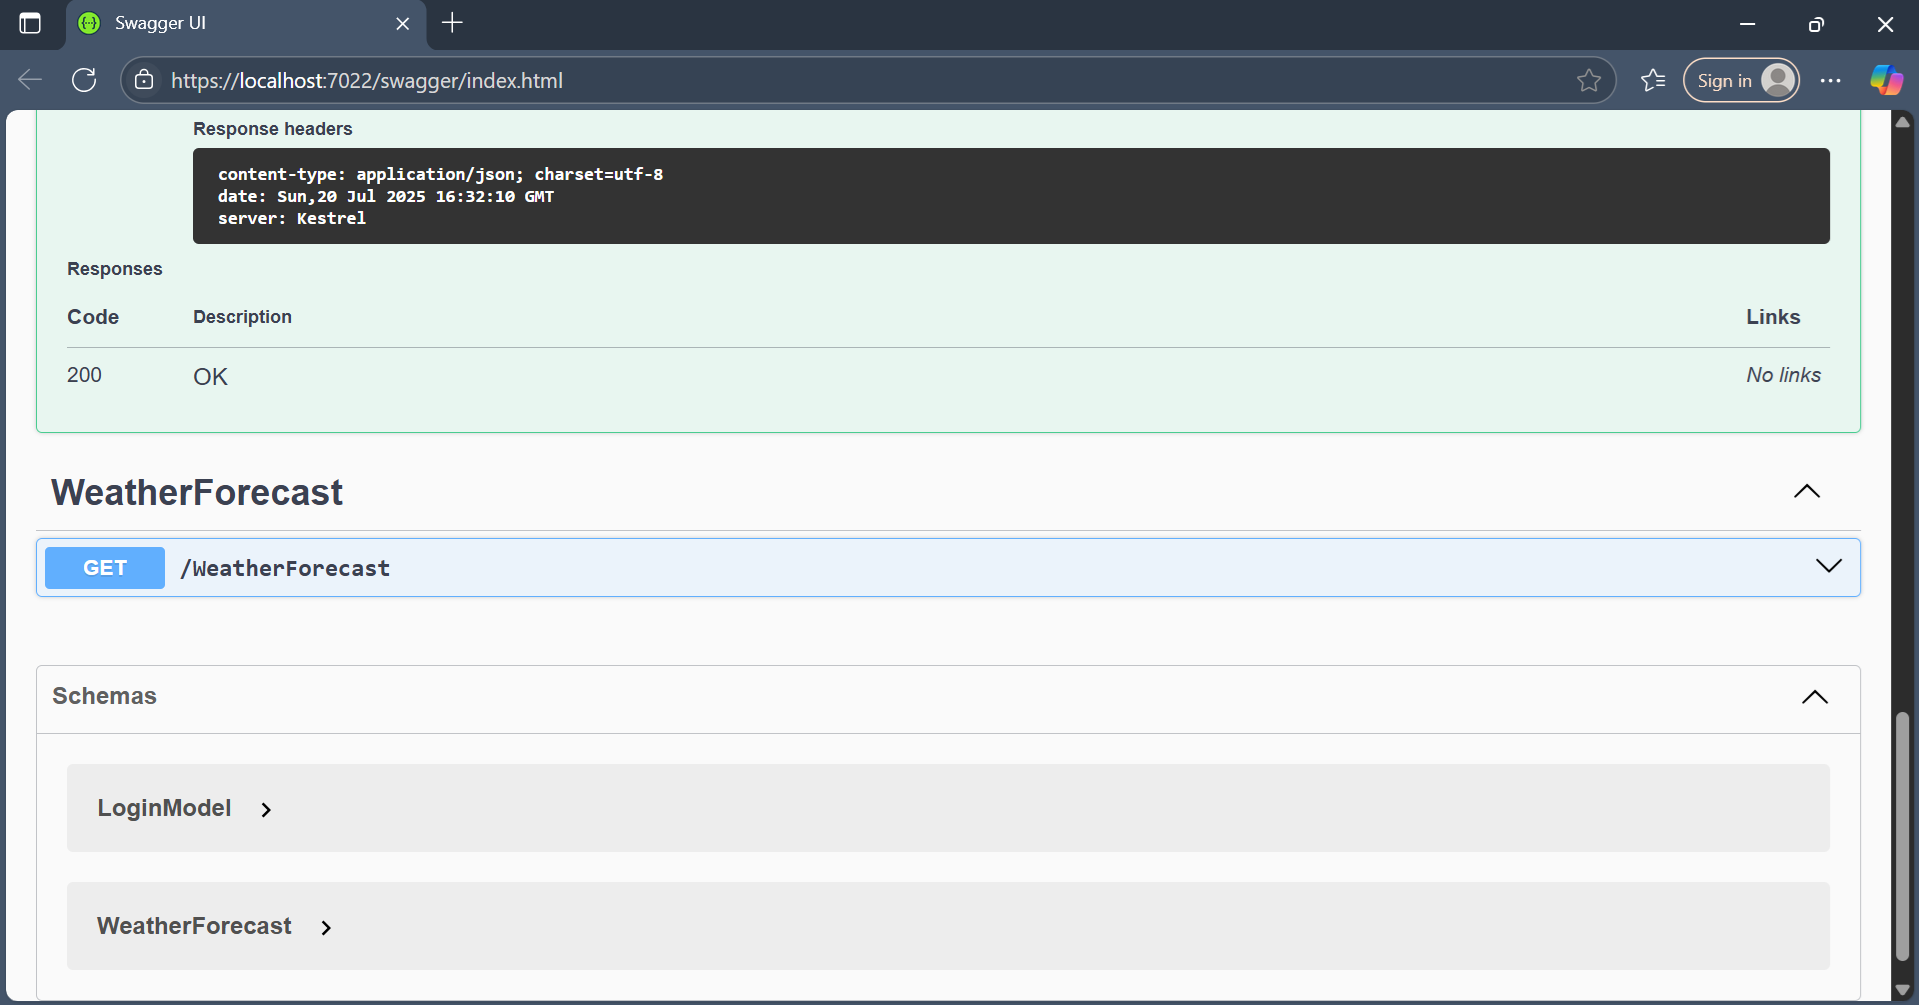 Swagger UI
https://localhost:7022/swagger/index.html
Sign in
Response headers
content-type: application/json; charset=utf-8
date: Sun,20 Jul 2025 16:32:10 GMT
server: Kestrel
Responses
Code Description Links
200 OK No links
WeatherForecast
GET /WeatherForecast
Schemas
LoginModel
WeatherForecast